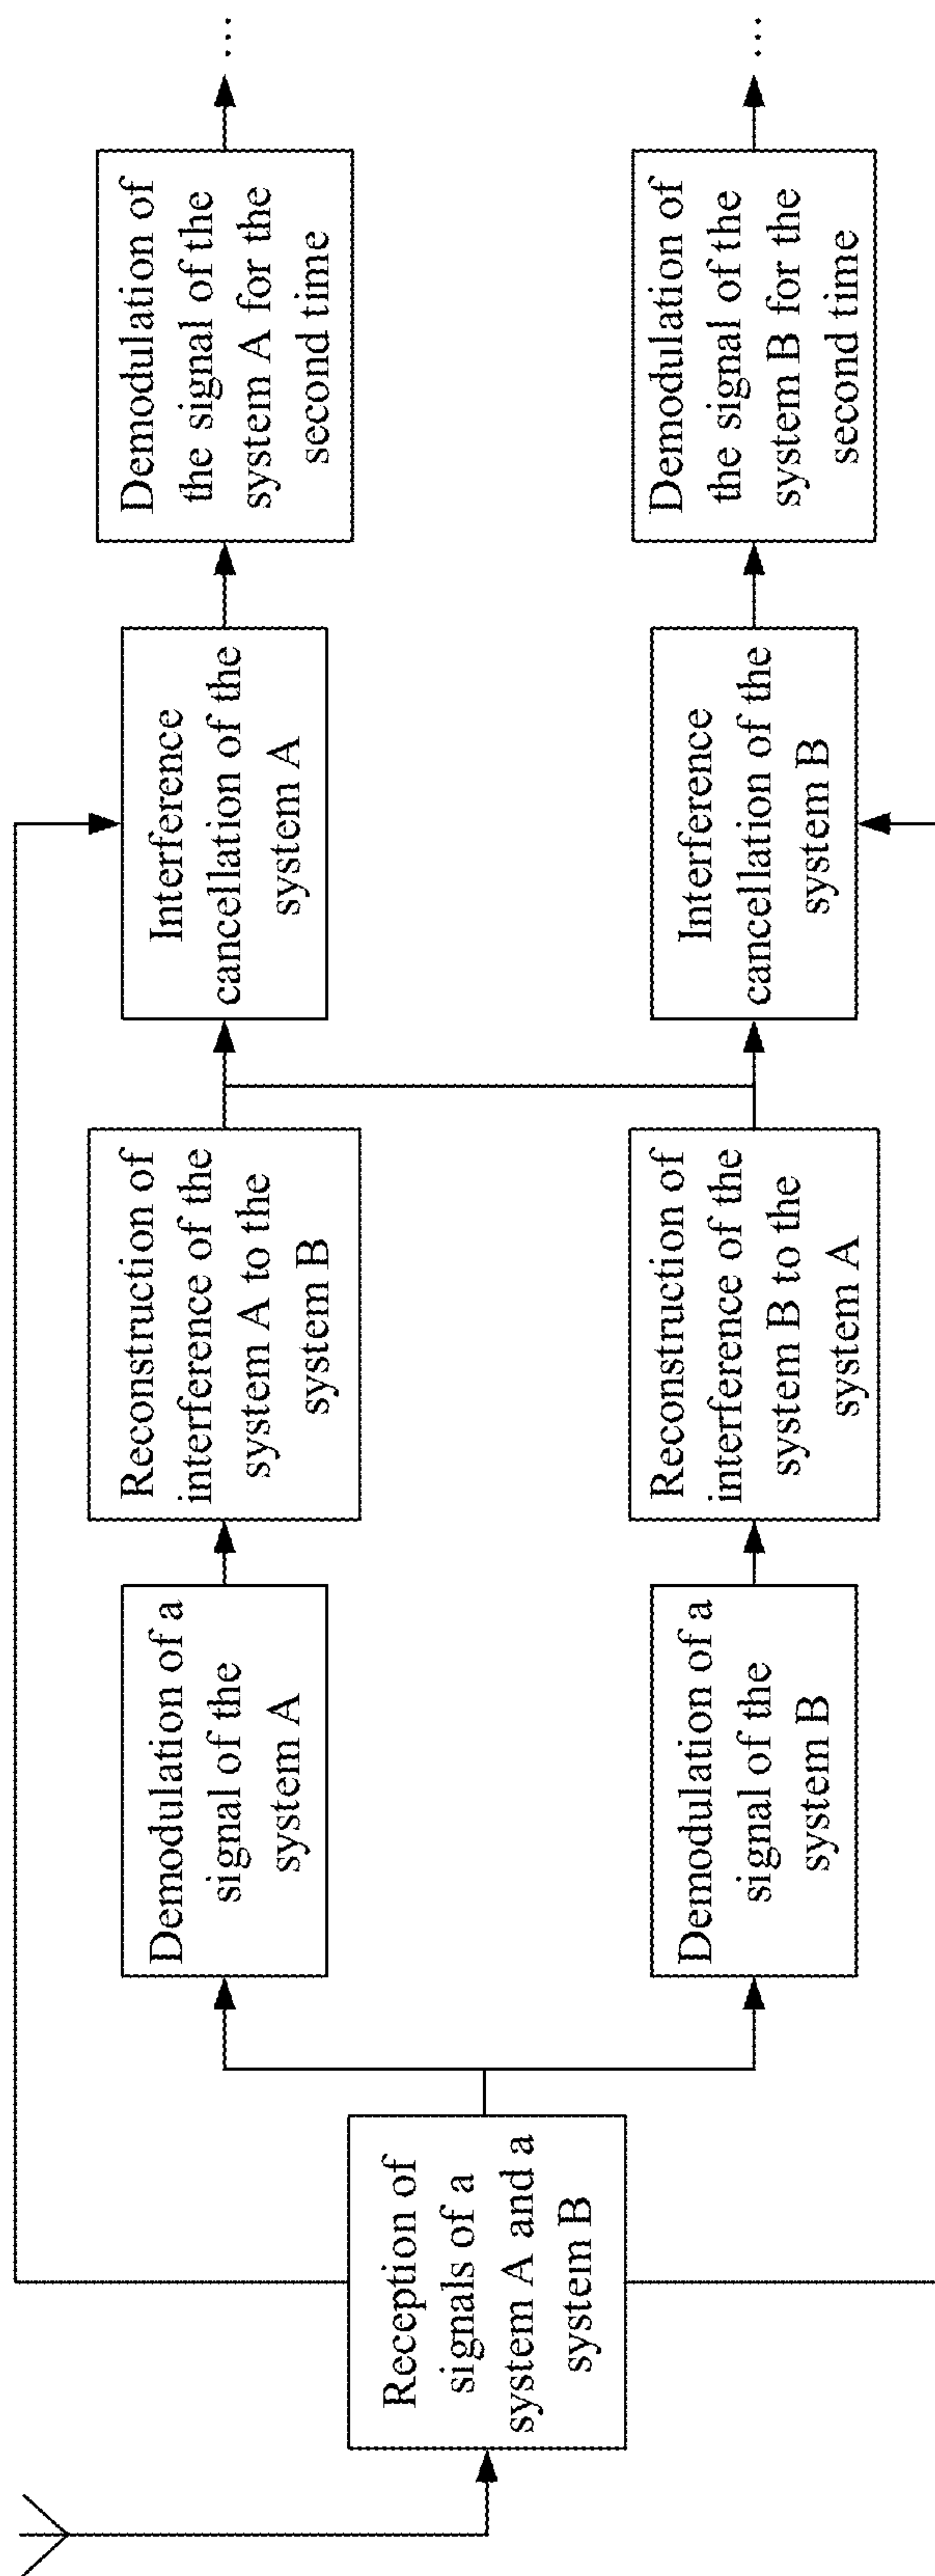 Reception of
signals of a
system A and a
system B
Demodulation of a
signal of the
system A
Reconstruction of
interference of the
system A to the
system B
Interference
cancellation of the
system A
Demodulation of
the signal of the
system A for the
second time
...
Demodulation of a
signal of the
system B
Reconstruction of
interference of the
system B to the
system A
Interference
cancellation of the
system B
Demodulation of
the signal of the
system B for the
second time
...